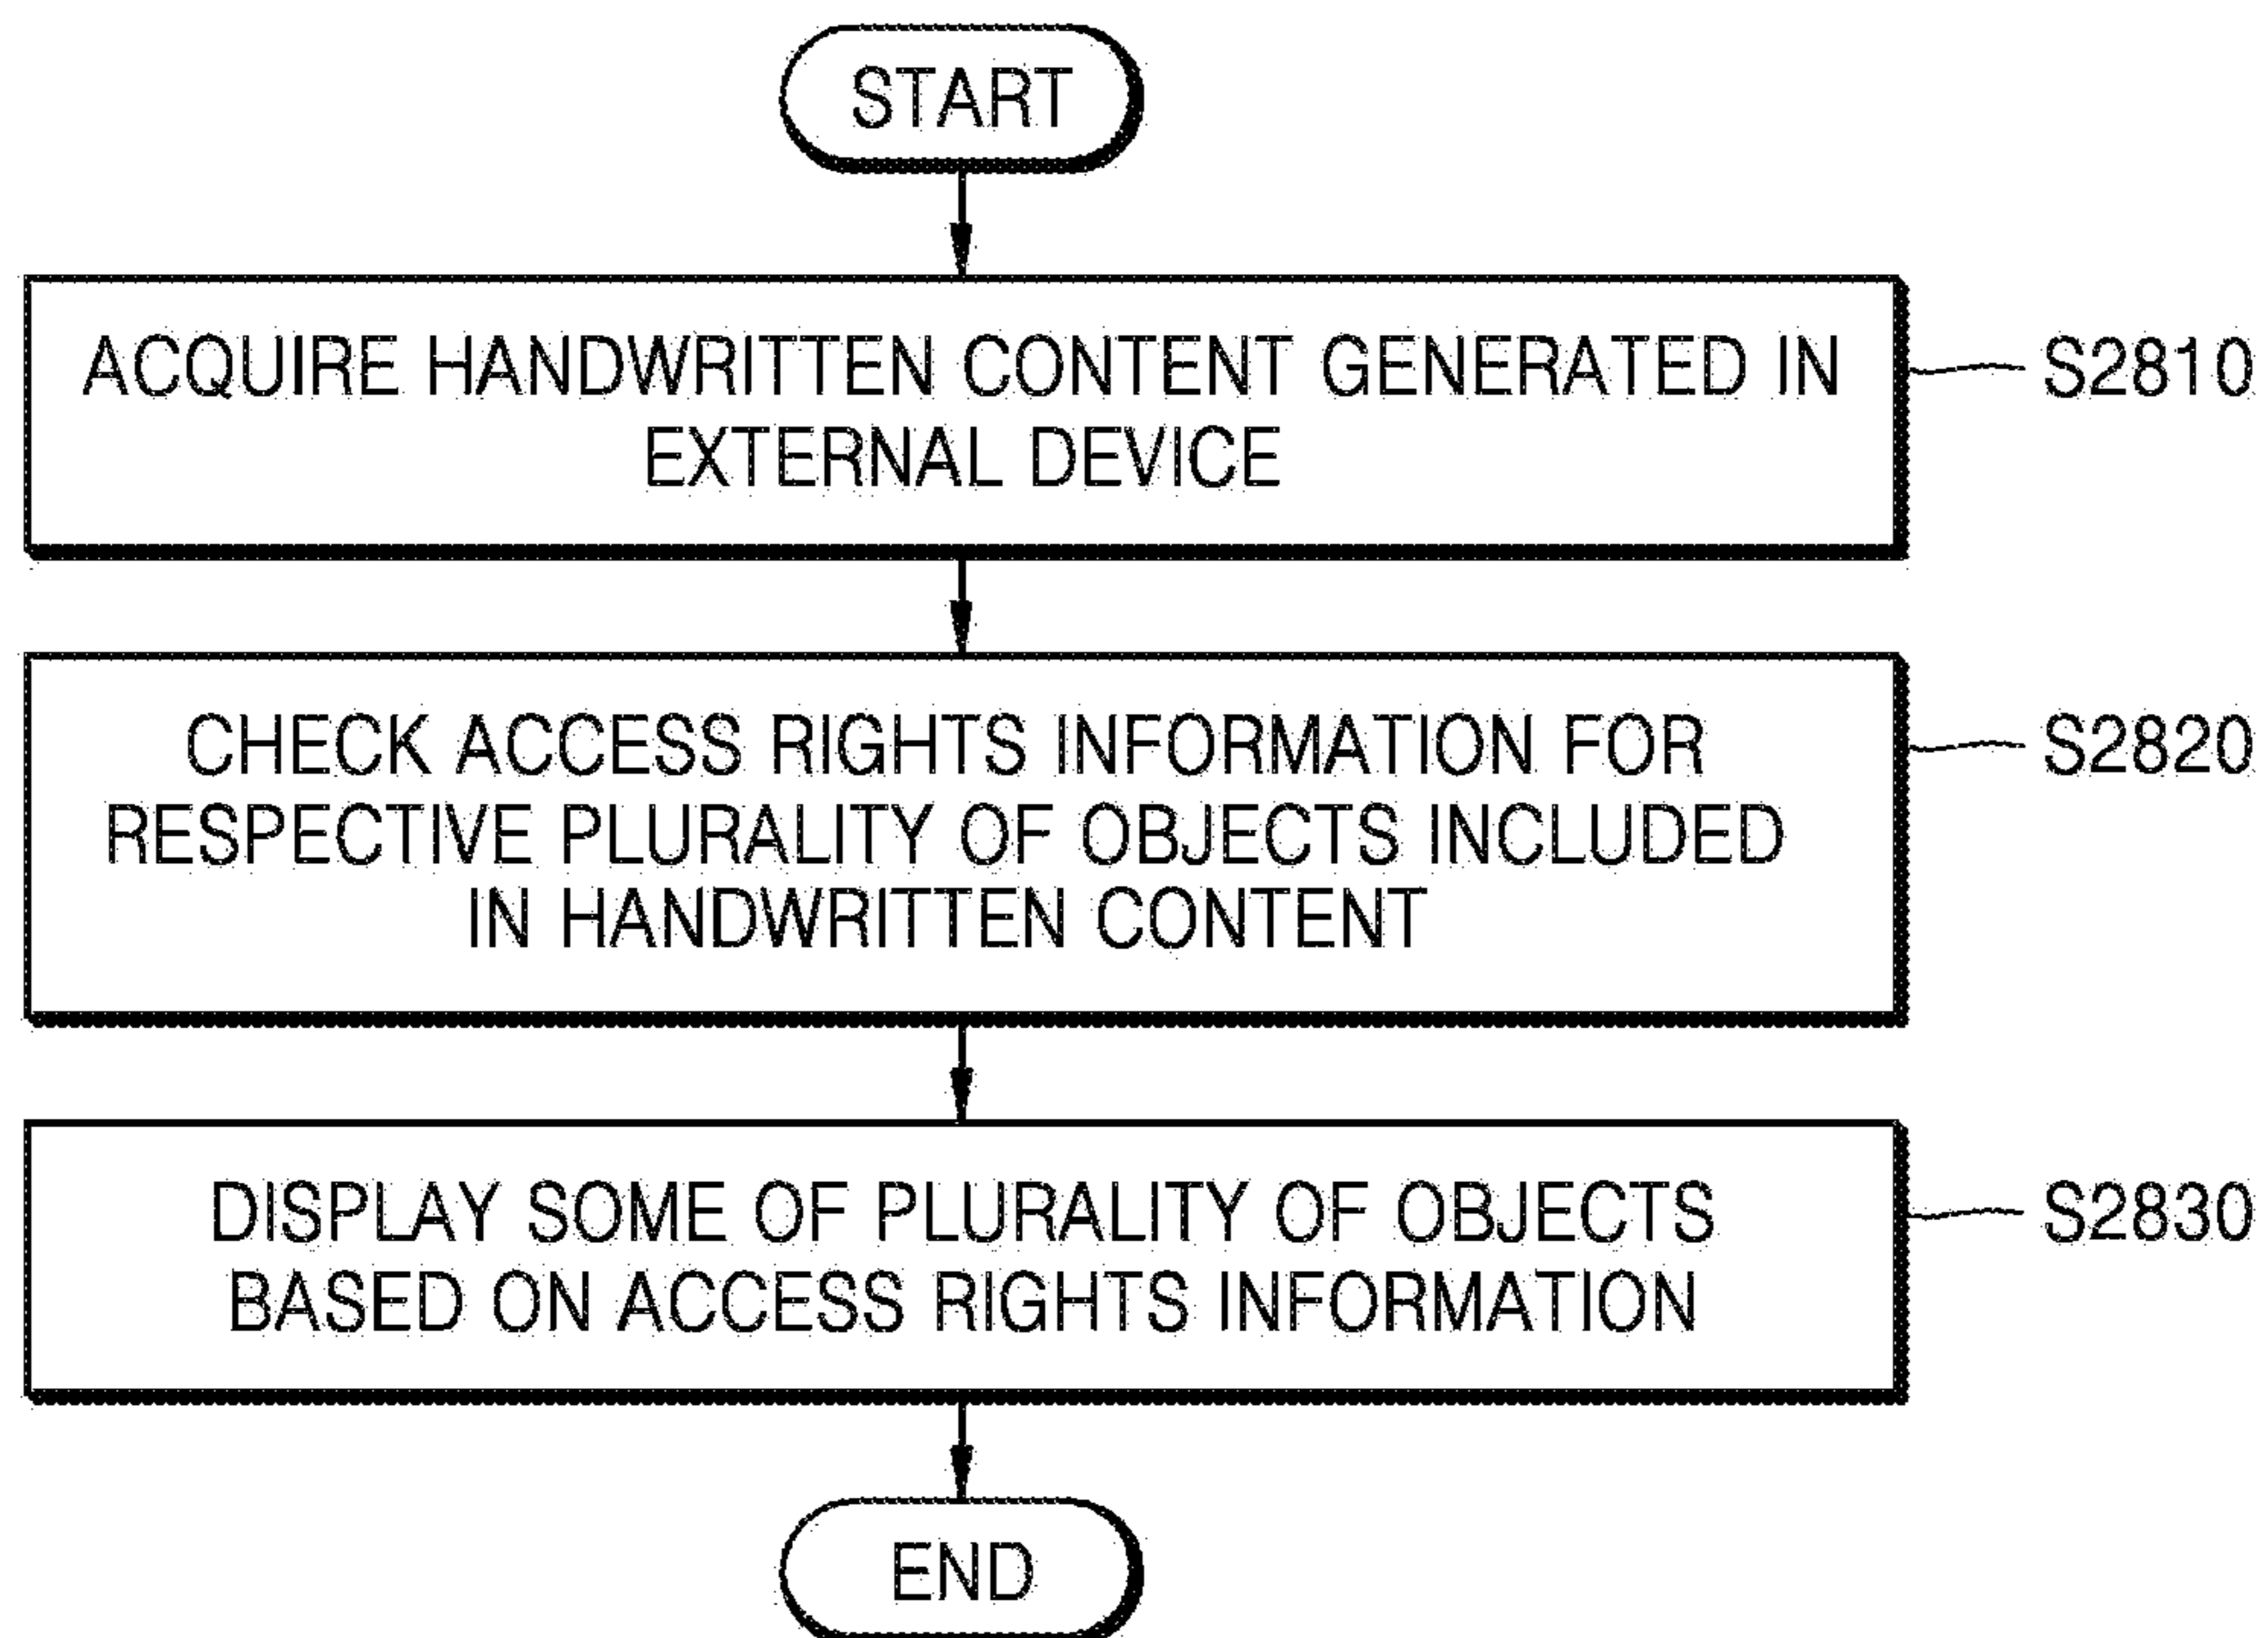 START
ACQUIRE HANDWRITTEN CONTENT GENERATED IN
EXTERNAL DEVICE
S2810
CHECK ACCESS RIGHTS INFORMATION FOR
RESPECTIVE PLURALITY OF OBJECTS INCLUDED
IN HANDWRITTEN CONTENT
S2820
DISPLAY SOME OF PLURALITY OF OBJECTS
BASED ON ACCESS RIGHTS INFORMATION
S2830
END